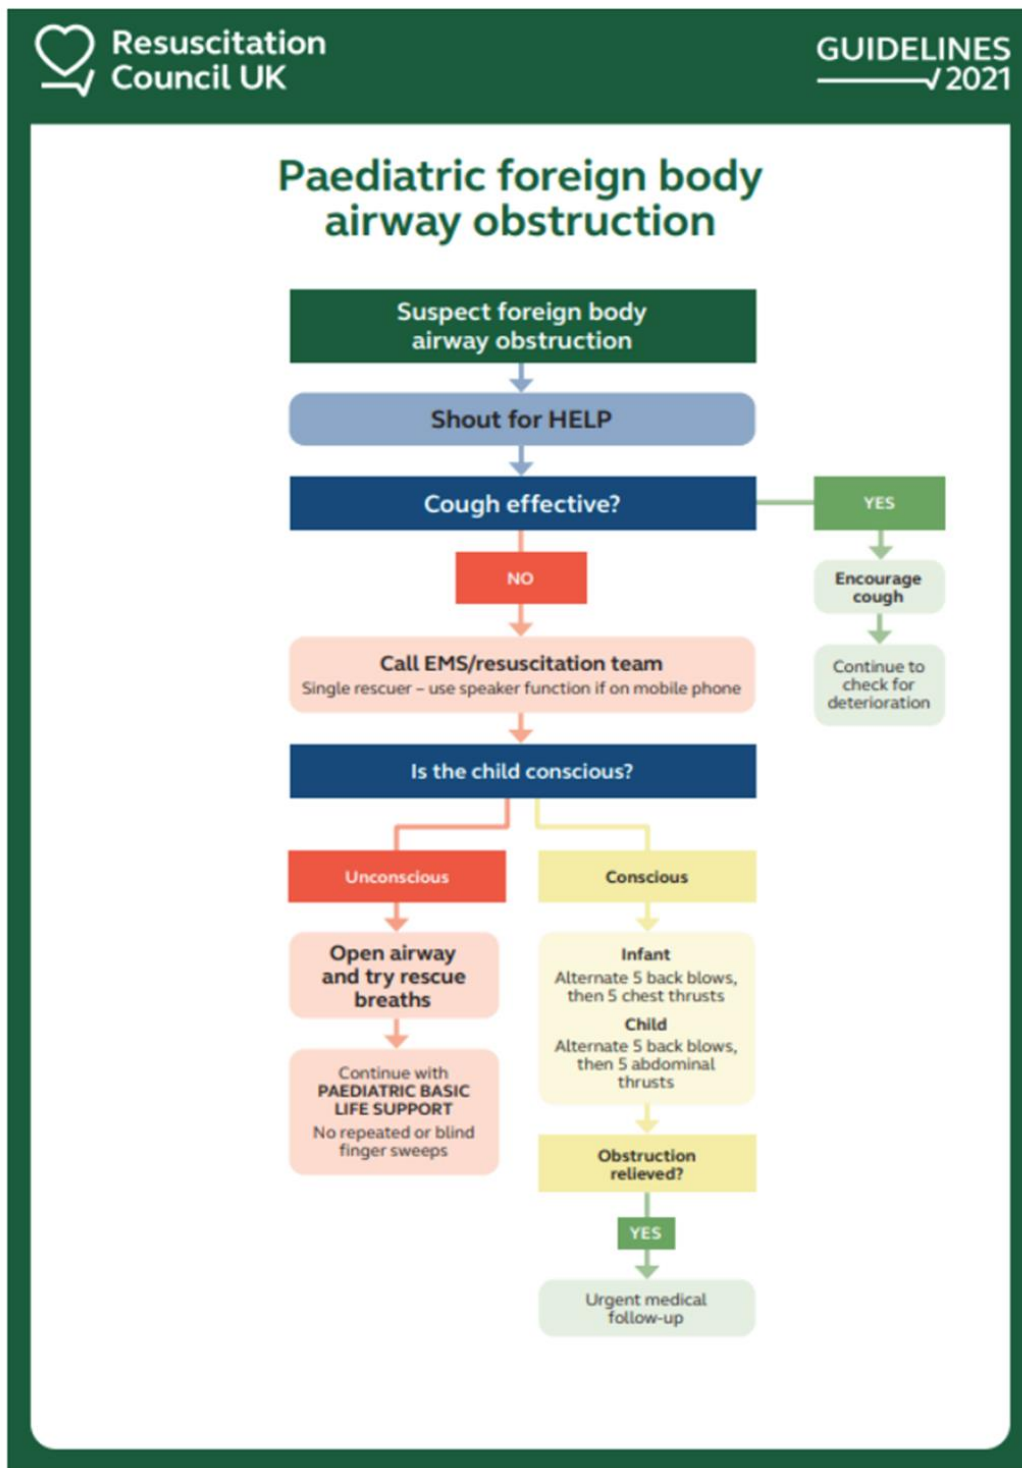 Resuscitation
Council UK
GUIDELINES
2021
Paediatric foreign body
airway obstruction
Suspect foreign body
airway obstruction
Shout for HELP
Cough effective?
YES
Encourage
cough
Continue to
check for
deterioration
NO
Call EMS/resuscitation team
Single rescuer – use speaker function if on mobile phone
Is the child conscious?
Unconscious
Open airway
and try rescue
breaths
Continue with
PAEDIATRIC BASIC
LIFE SUPPORT
No repeated or blind
finger sweeps
Conscious
Infant
Alternate 5 back blows,
then 5 chest thrusts
Child
Alternate 5 back blows,
then 5 abdominal
thrusts
Obstruction
relieved?
YES
Urgent medical
follow-up